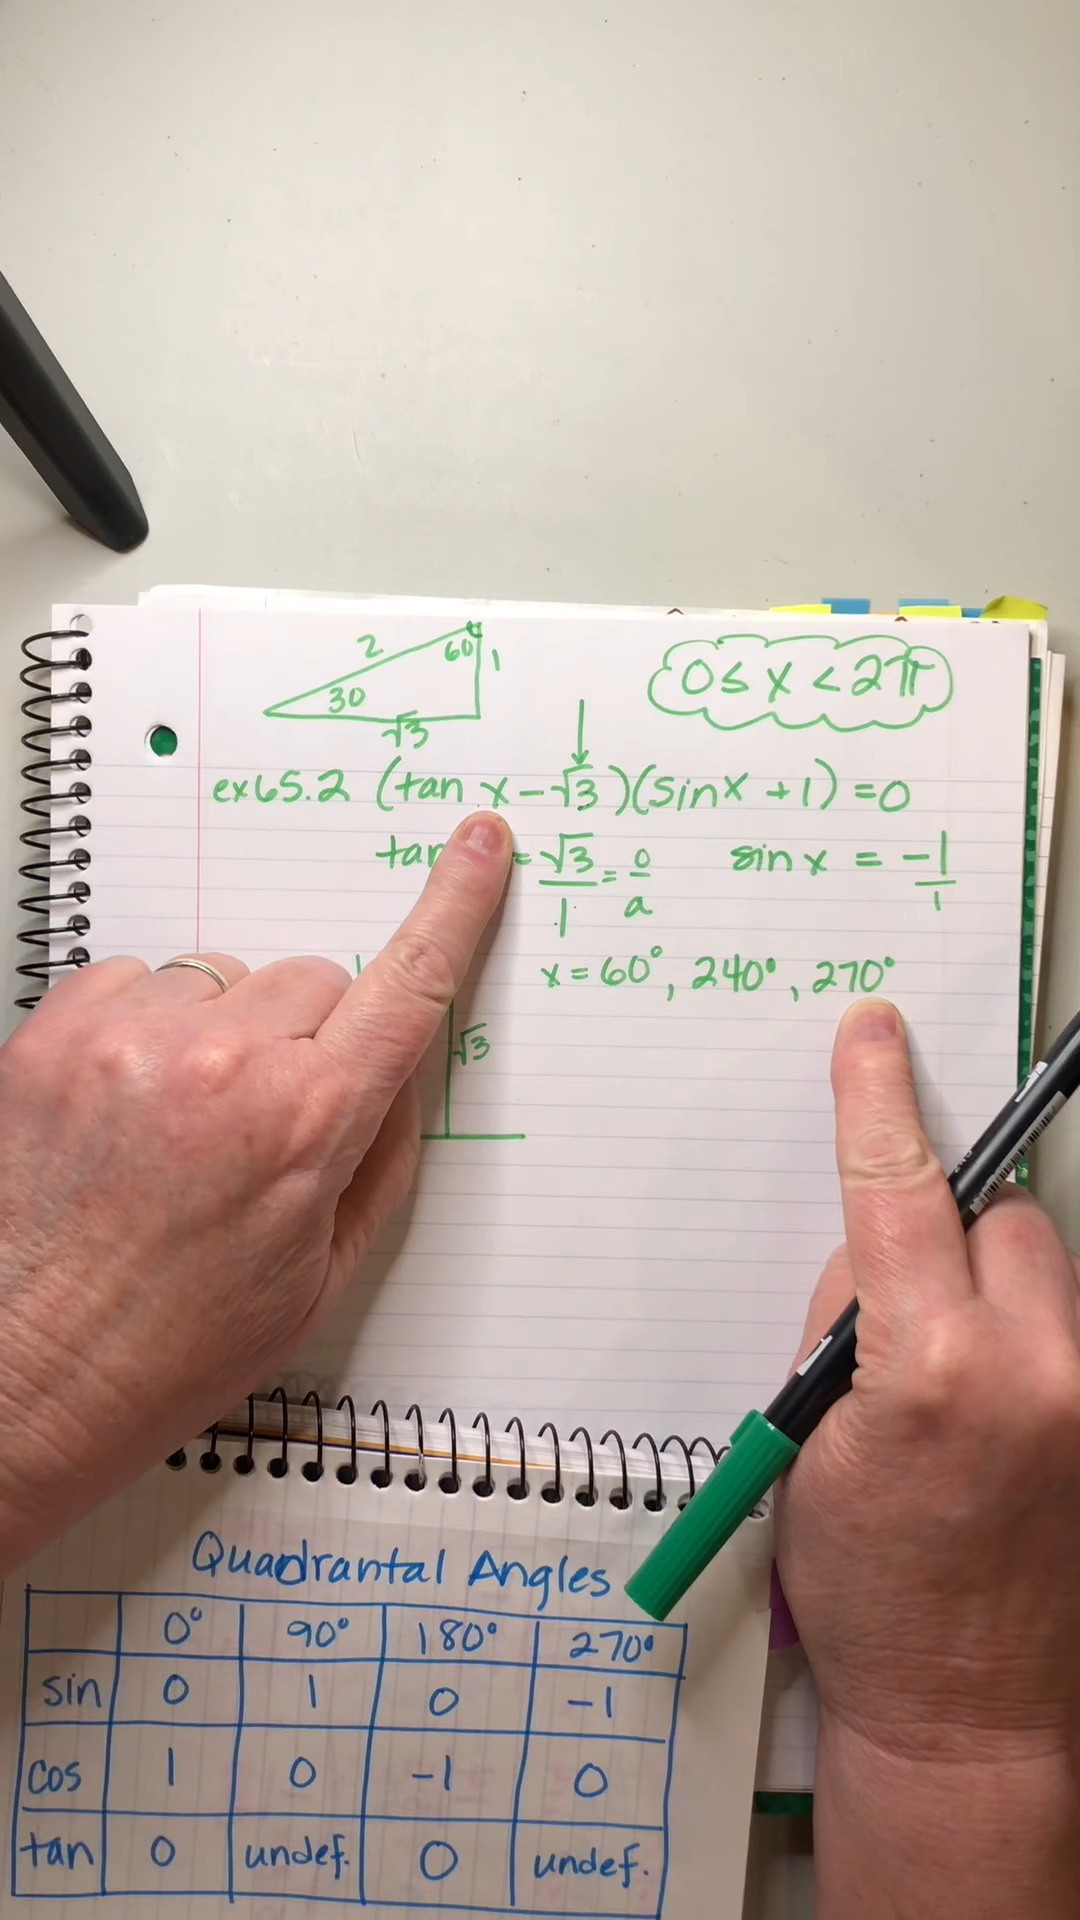 2
60
1
30
√3
0 ≤ x < 2π
ex 65.2 (tan x - √3)(sin x + 1) = 0
tan = √3/1 = o/a
sin x = -1/1
x = 60°, 240°, 270°
√3
Quadrantal Angles
0° 90° 180° 270°
sin 0 1 0 -1
cos 1 0 -1 0
tan 0 undef. 0 undef.